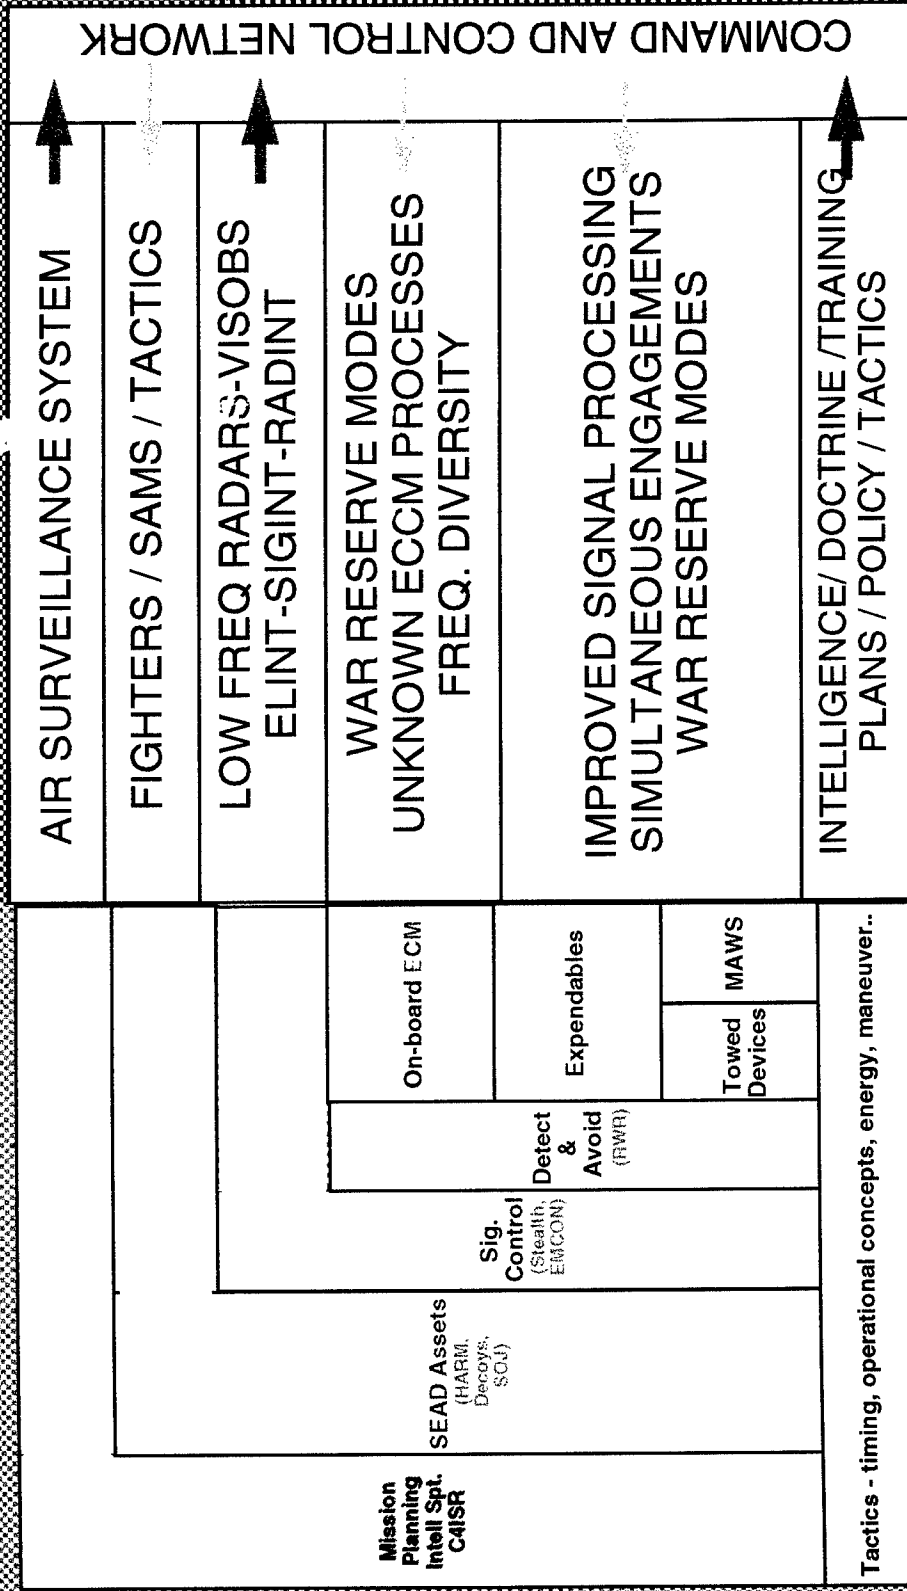 Mission
Planning
Intell Spt.
C4ISR
SEAD Assets
(HARM,
Decoys,
SOJ)
Sig.
Control
(Stealth,
EMCON)
Detect
&
Avoid
(RWR)
On-board ECM
Expendables
Towed
Devices
MAWS
Tactics - timing, operational concepts, energy, maneuver..
AIR SURVEILLANCE SYSTEM
FIGHTERS / SAMS / TACTICS
LOW FREQ RADARS-VISOBS
ELINT-SIGINT-RADINT
WAR RESERVE MODES
UNKNOWN ECCM PROCESSES
FREQ. DIVERSITY
IMPROVED SIGNAL PROCESSING
SIMULTANEOUS ENGAGEMENTS
WAR RESERVE MODES
INTELLIGENCE/ DOCTRINE /TRAINING
PLANS / POLICY / TACTICS
COMMAND AND CONTROL NETWORK